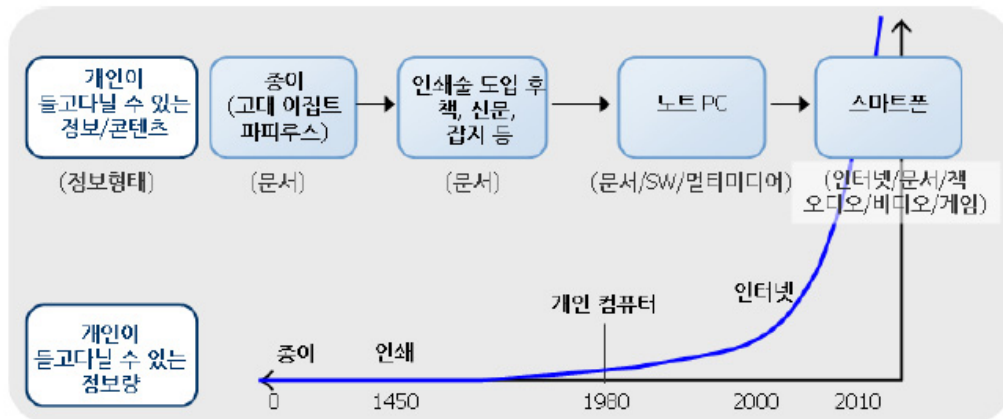 개인이
들고다닐 수 있는
정보/콘텐츠
종이
(고대 이집트
파피루스)
인쇄술 도입 후
책, 신문,
잡지 등
노트 PC
스마트폰
(정보형태)
(문서)
(문서)
(문서/SW/멀티미디어)
(인터넷/문서/책
오디오/비디오/게임)
개인이
듣고다닐 수 있는
정보량
종이
인쇄
개인 컴퓨터
인터넷
0
1450
1980
2000
2010